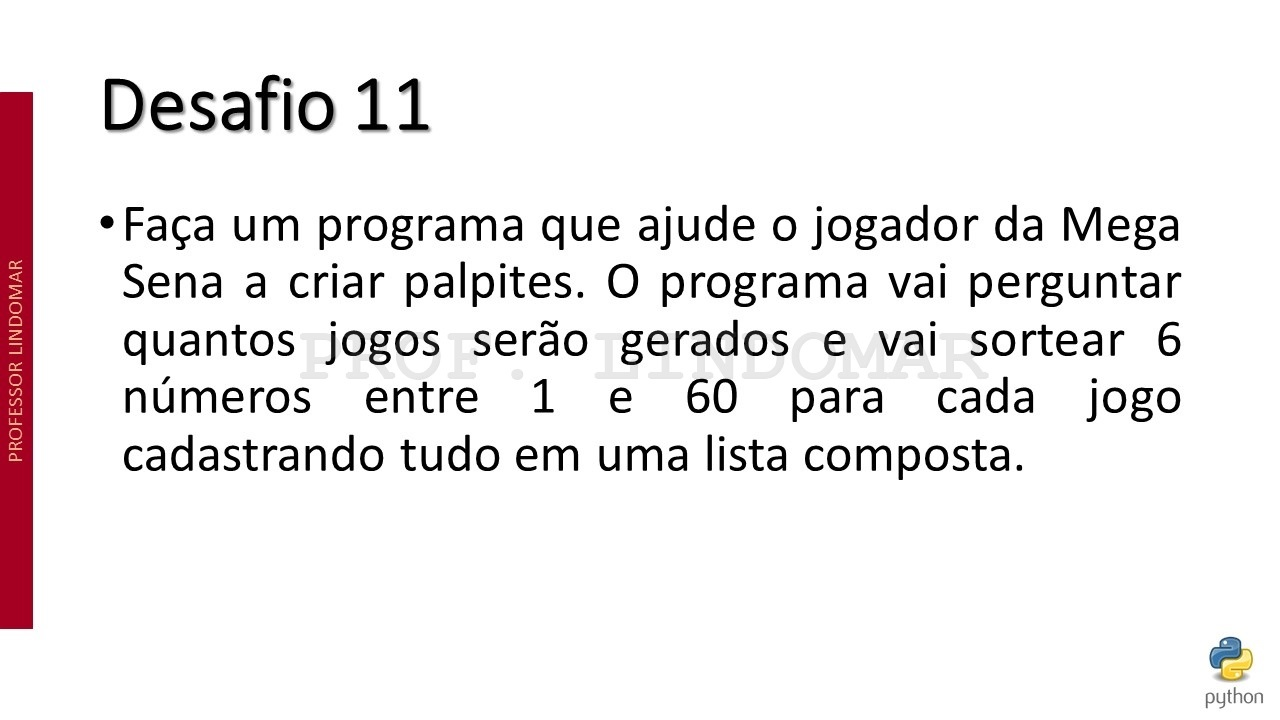 Desafio 11
PROFESSOR LINDOMAR
• Faça um programa que ajude o jogador da Mega
Sena a criar palpites. O programa vai perguntar
quantos jogos serão gerados e vai sortear 6
números entre 1 e 60 para cada jogo
cadastrando tudo em uma lista composta.
PROF. LINDOMAR
python